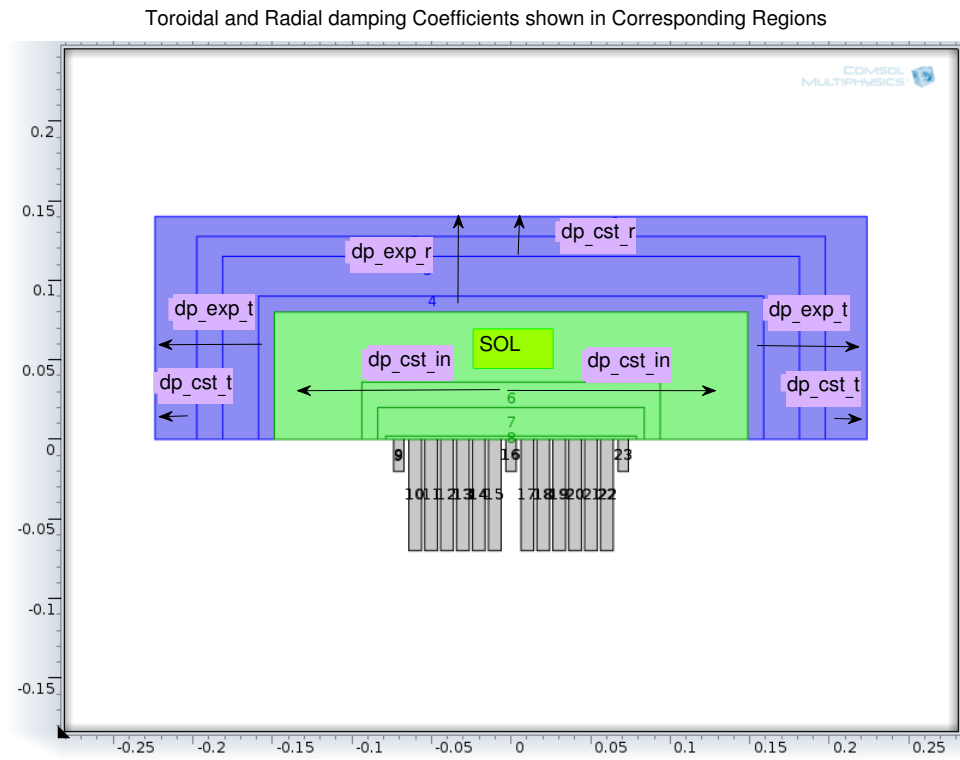 Toroidal and Radial damping Coefficients shown in Corresponding Regions
COMSOL
MULTIPHYSICS
0.2
0.15
dp_cst_r
dp_exp_r
0.1
4
dp_exp_t
dp_exp_t
SOL
dp_cst_in
dp_cst_in
0.05
dp_cst_t
dp_cst_t
6
7
8
0
9
16
23
10 11 12 13 14 15 17 18 19 20 21 22
-0.05
-0.1
-0.15
-0.25 -0.2 -0.15 -0.1 -0.05 0 0.05 0.1 0.15 0.2 0.25